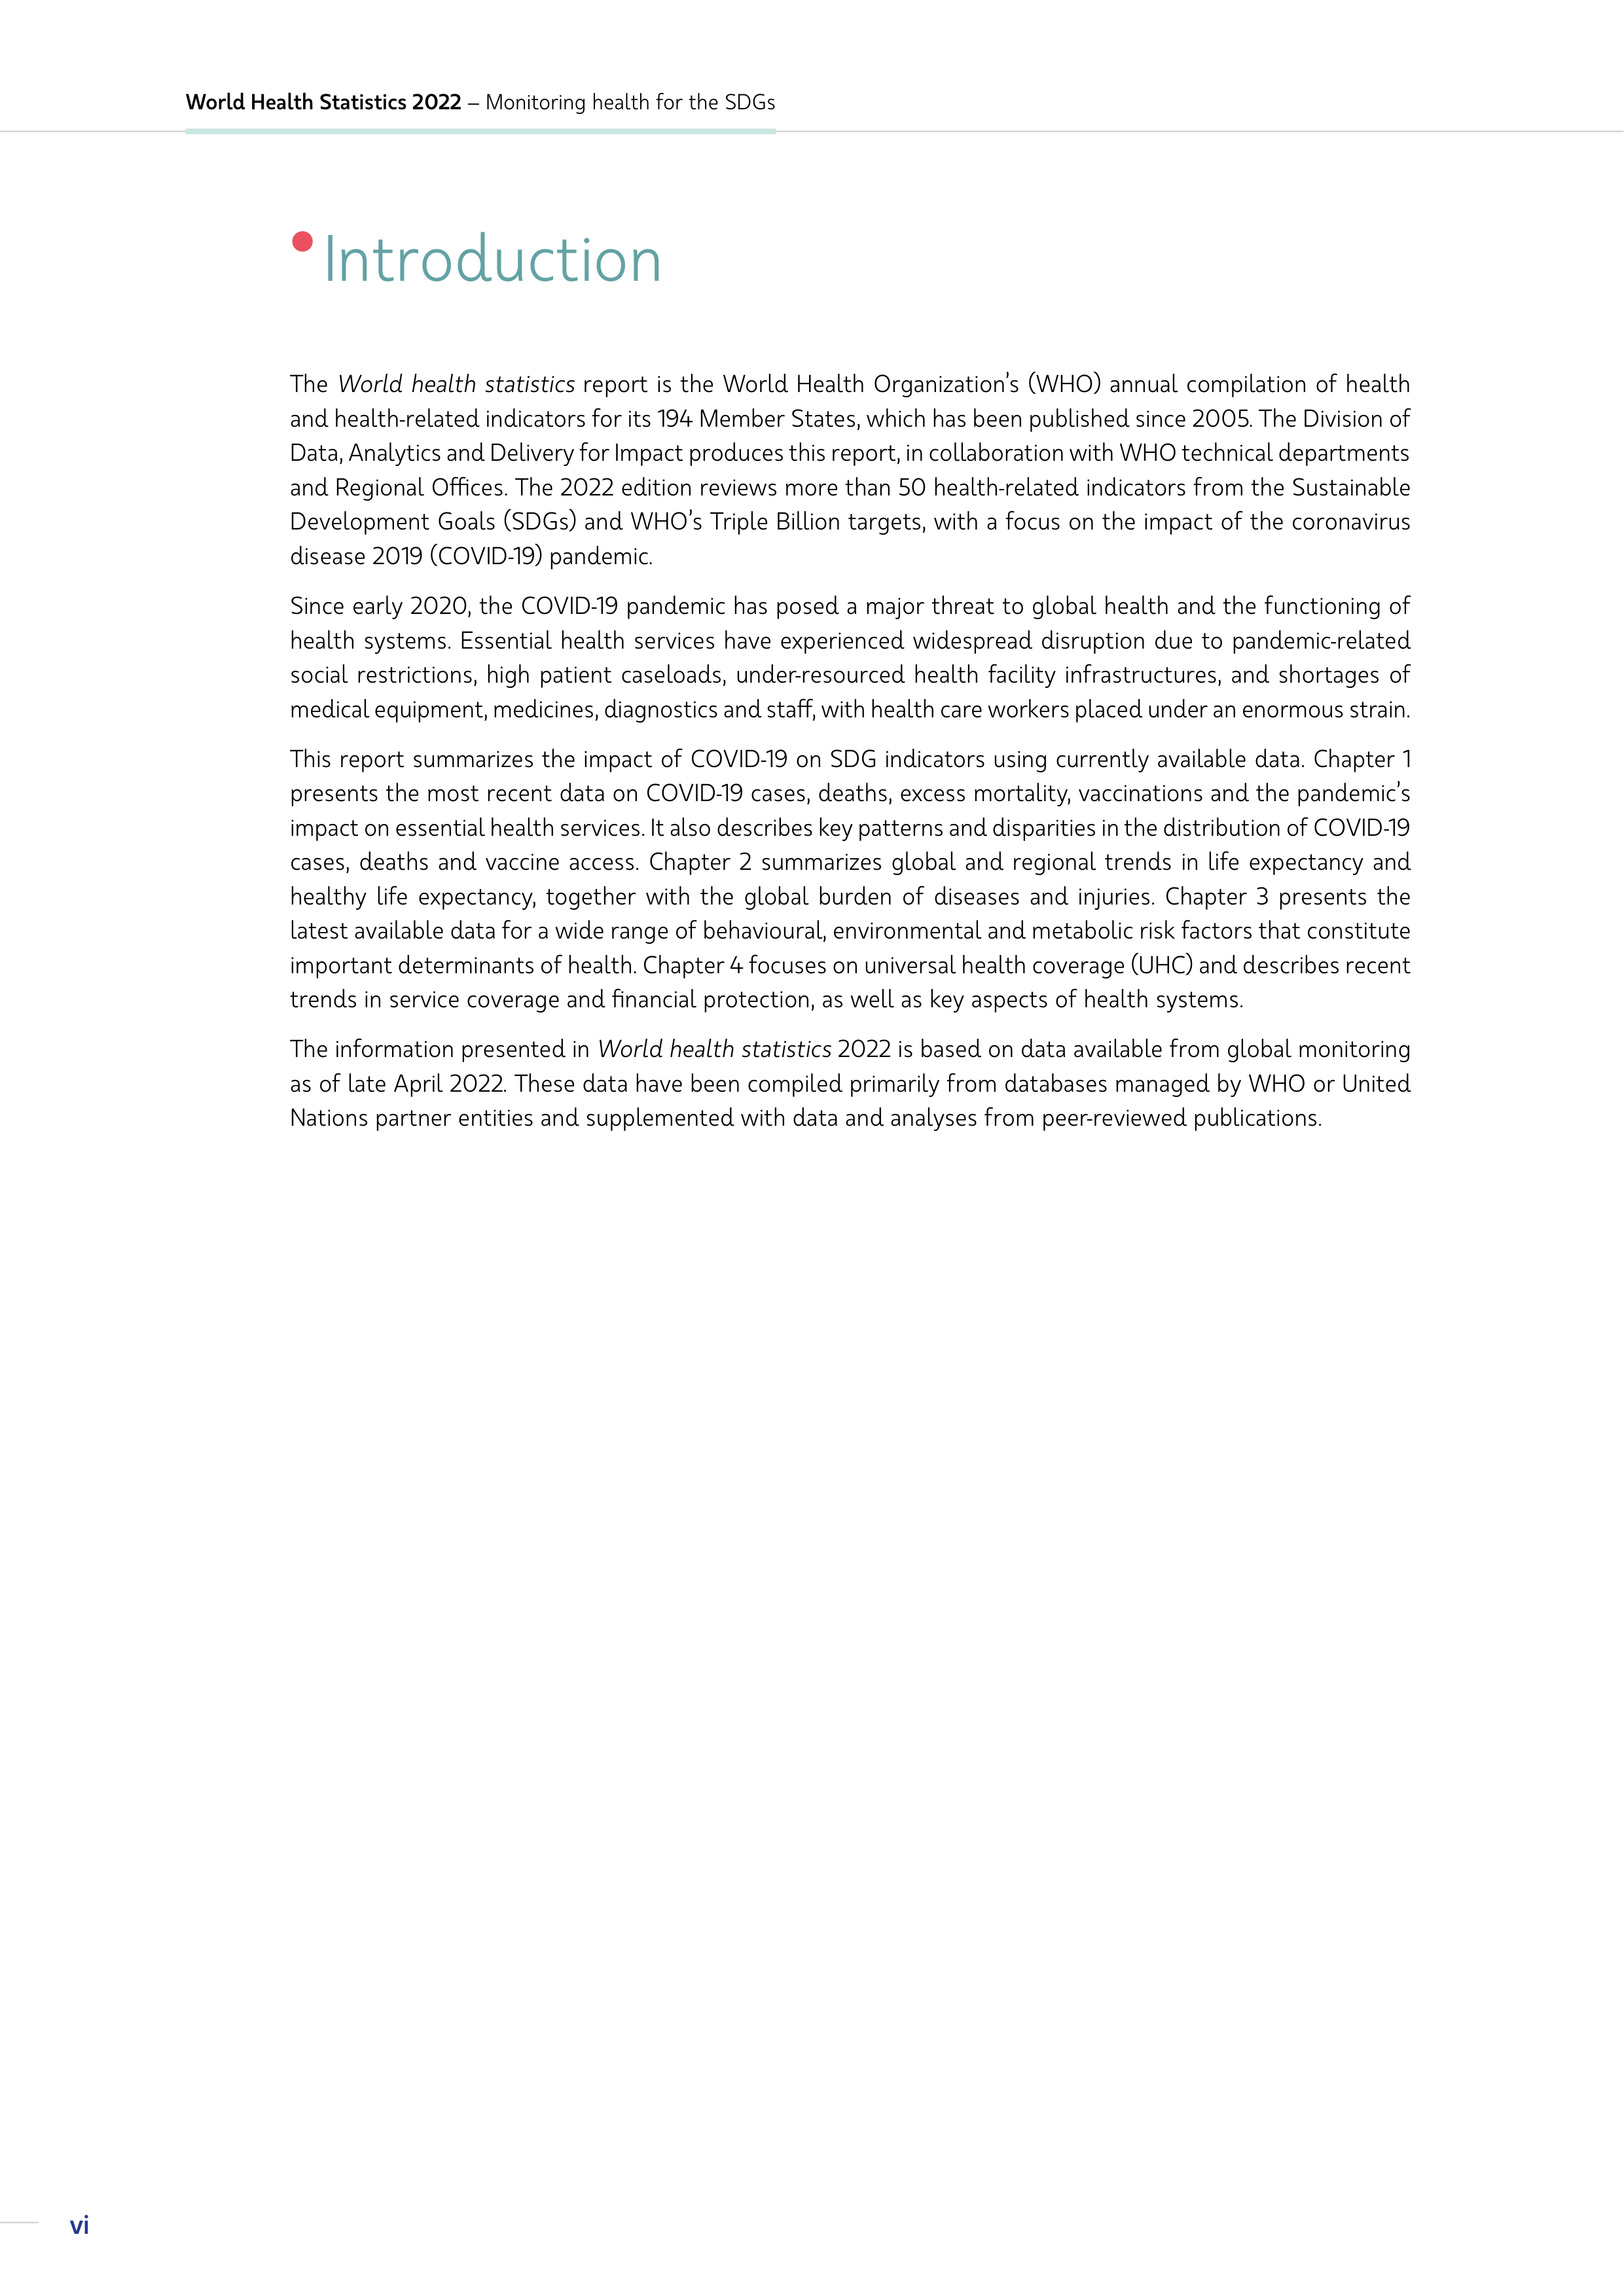 World Health Statistics 2022 – Monitoring health for the SDGs
Introduction
The World health statistics report is the World Health Organization’s (WHO) annual compilation of health
and health-related indicators for its 194 Member States, which has been published since 2005. The Division of
Data, Analytics and Delivery for Impact produces this report, in collaboration with WHO technical departments
and Regional Offices. The 2022 edition reviews more than 50 health-related indicators from the Sustainable
Development Goals (SDGs) and WHO’s Triple Billion targets, with a focus on the impact of the coronavirus
disease 2019 (COVID-19) pandemic.
Since early 2020, the COVID-19 pandemic has posed a major threat to global health and the functioning of
health systems. Essential health services have experienced widespread disruption due to pandemic-related
social restrictions, high patient caseloads, under-resourced health facility infrastructures, and shortages of
medical equipment, medicines, diagnostics and staff, with health care workers placed under an enormous strain.
This report summarizes the impact of COVID-19 on SDG indicators using currently available data. Chapter 1
presents the most recent data on COVID-19 cases, deaths, excess mortality, vaccinations and the pandemic’s
impact on essential health services. It also describes key patterns and disparities in the distribution of COVID-19
cases, deaths and vaccine access. Chapter 2 summarizes global and regional trends in life expectancy and
healthy life expectancy, together with the global burden of diseases and injuries. Chapter 3 presents the
latest available data for a wide range of behavioural, environmental and metabolic risk factors that constitute
important determinants of health. Chapter 4 focuses on universal health coverage (UHC) and describes recent
trends in service coverage and financial protection, as well as key aspects of health systems.
The information presented in World health statistics 2022 is based on data available from global monitoring
as of late April 2022. These data have been compiled primarily from databases managed by WHO or United
Nations partner entities and supplemented with data and analyses from peer-reviewed publications.
vi